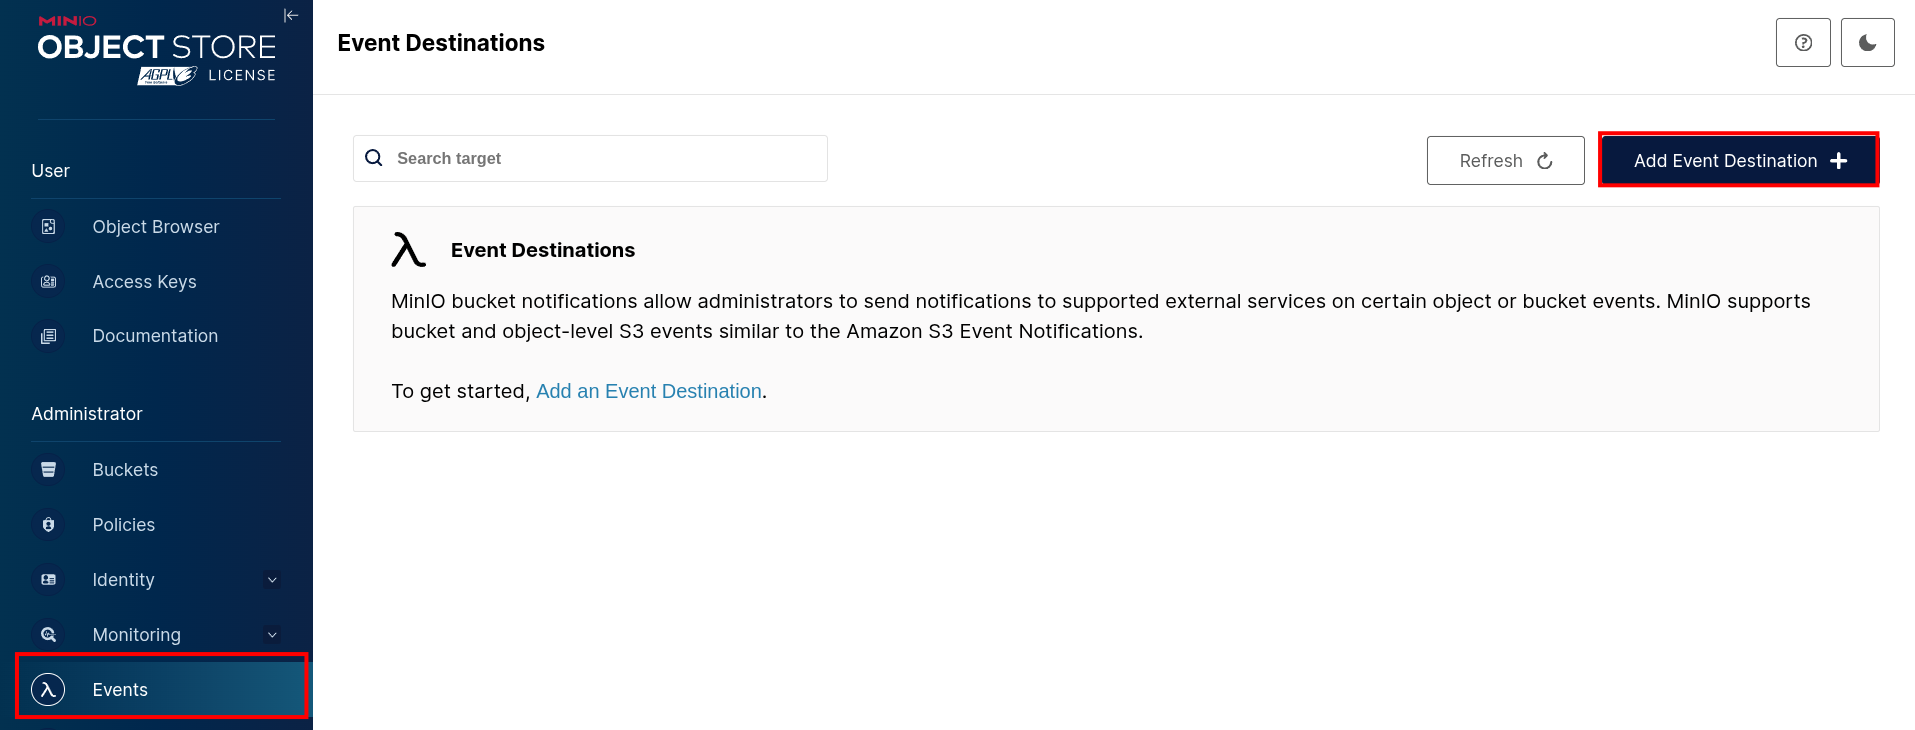 MINIO
OBJECT STORE
AGPL V3 LICENSE
User
Object Browser
Access Keys
Documentation
Administrator
Buckets
Policies
Identity
Monitoring
Events
Event Destinations
Search target
Refresh
Add Event Destination
Event Destinations
MinIO bucket notifications allow administrators to send notifications to supported external services on certain object or bucket events. MinIO supports
bucket and object-level S3 events similar to the Amazon S3 Event Notifications.
To get started, Add an Event Destination.